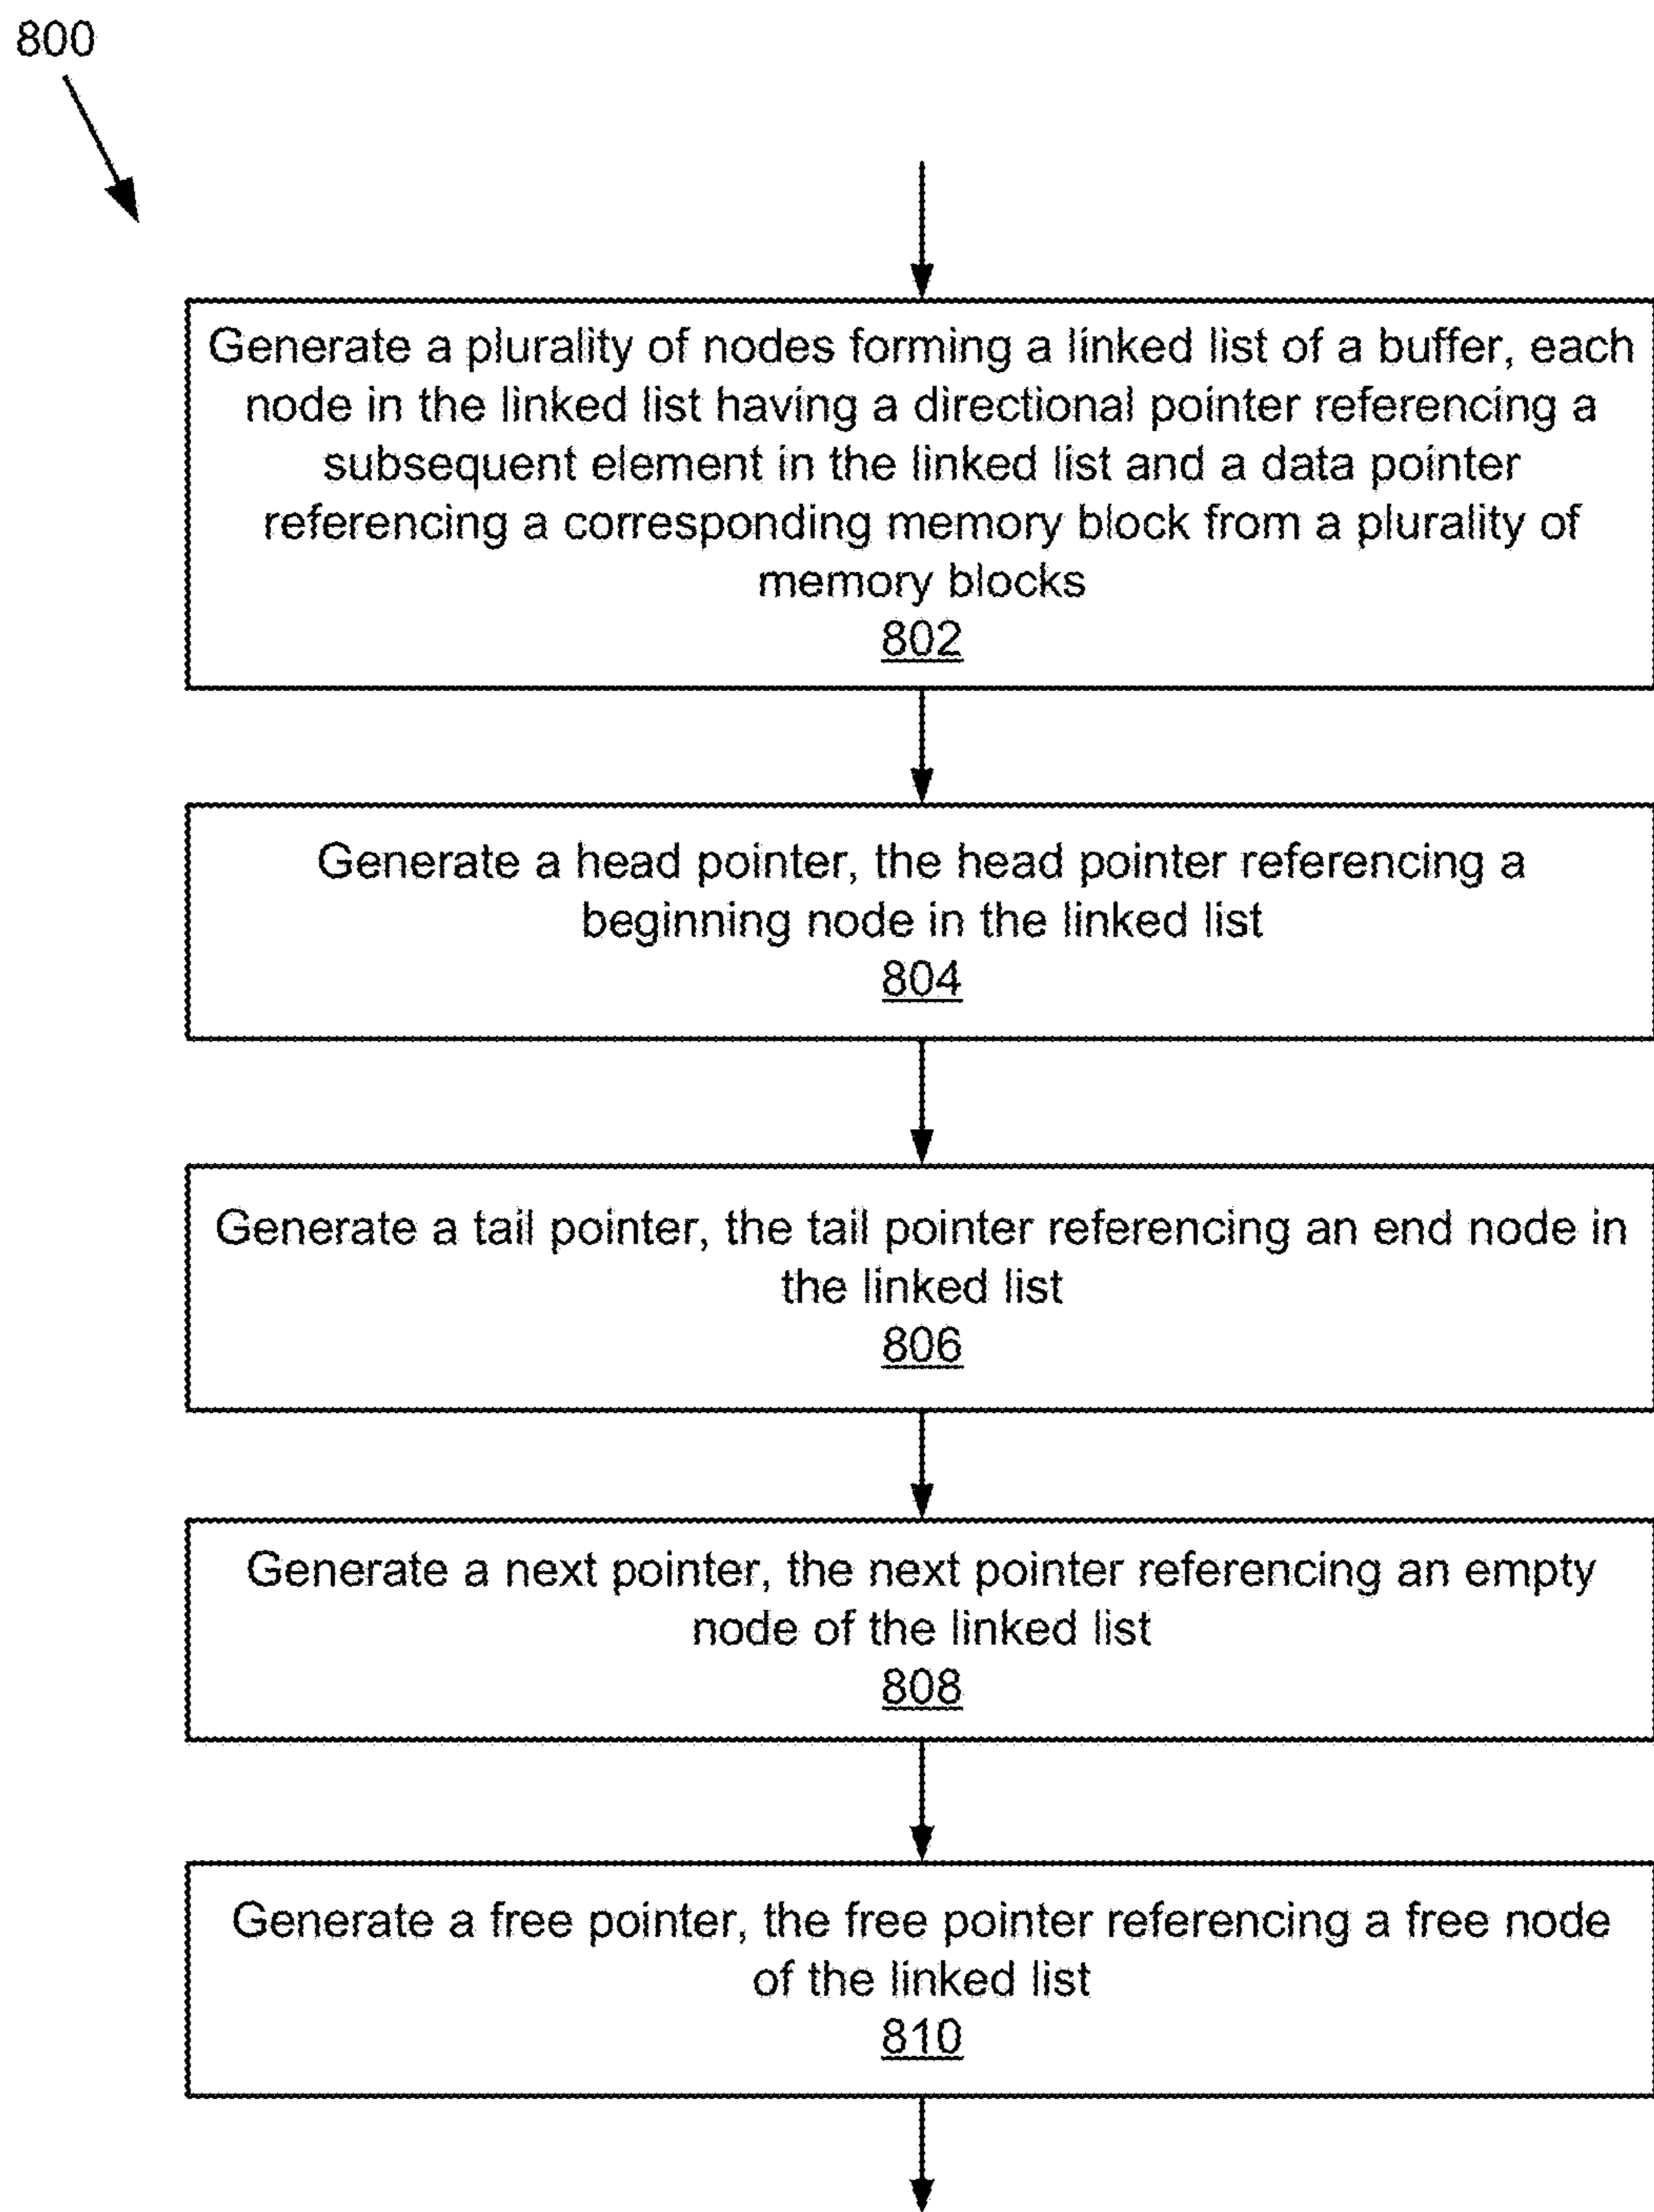 800
Generate a plurality of nodes forming a linked list of a buffer, each
node in the linked list having a directional pointer referencing a
subsequent element in the linked list and a data pointer
referencing a corresponding memory block from a plurality of
memory blocks
802
Generate a head pointer, the head pointer referencing a
beginning node in the linked list
804
Generate a tail pointer, the tail pointer referencing an end node in
the linked list
806
Generate a next pointer, the next pointer referencing an empty
node of the linked list
808
Generate a free pointer, the free pointer referencing a free node
of the linked list
810